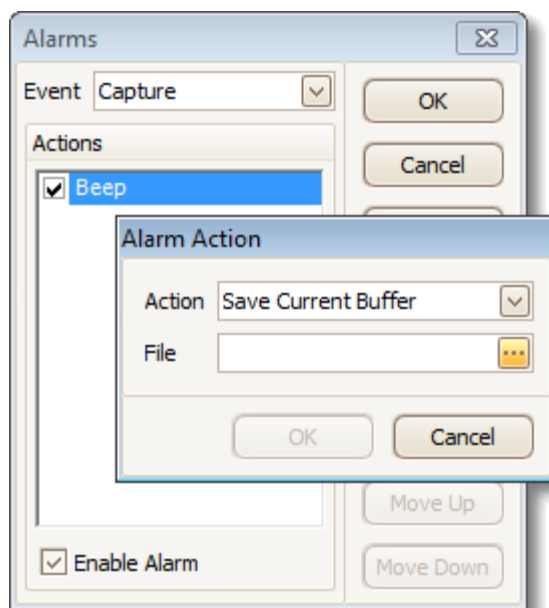 Alarms
Event Capture
OK
Actions
Cancel
Beep
Alarm Action
Action Save Current Buffer
File
OK Cancel
Move Up
Enable Alarm
Move Down